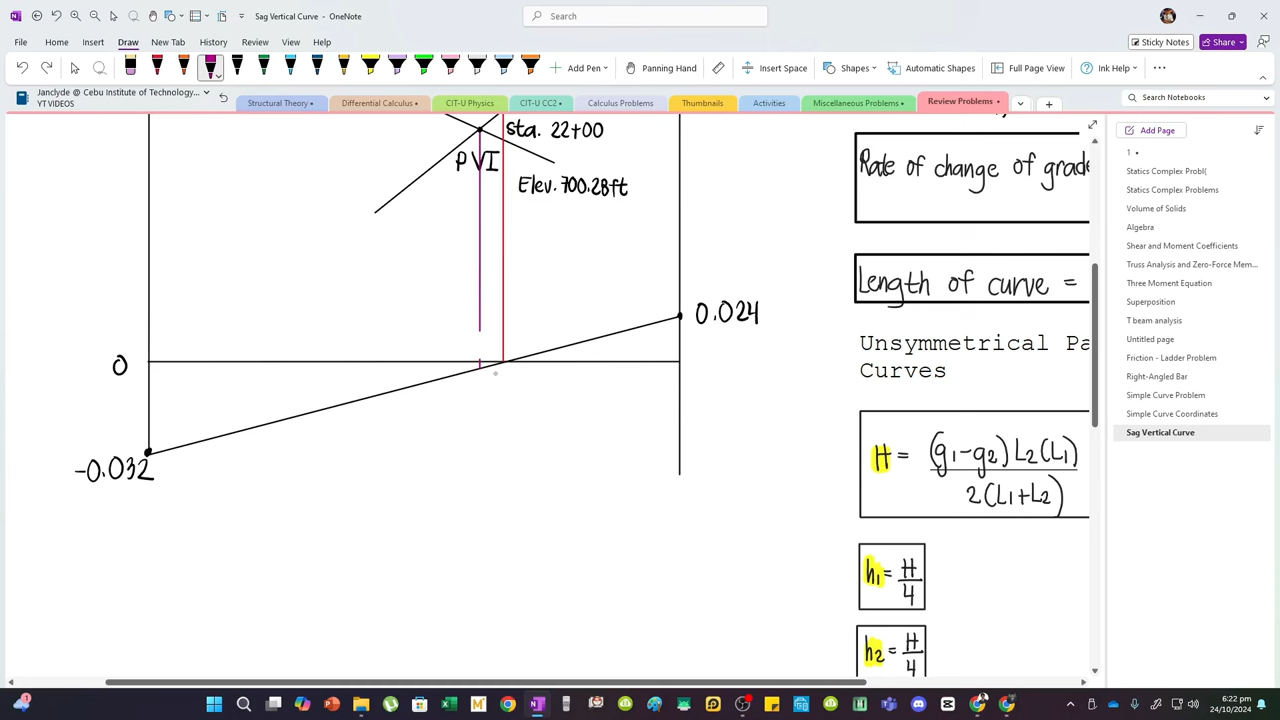 Sag Vertical Curve - OneNote
Search
File Home Insert Draw New Tab History Review View Help
Sticky Notes
Share
Add Pen
Panning Hand
Insert Space
Shapes
Automatic Shapes
Full Page View
Ink Help
Janclyde @ Cebu Institute of Technology...
YT VIDEOS
Structural Theory
Differential Calculus
CIT-U Physics
CIT-U CC2
Calculus Problems
Thumbnails
Activities
Miscellaneous Problems
Review Problems
Search Notebooks
Add Page
1
Statics Complex Probl(
Statics Complex Problems
Volume of Solids
Algebra
Shear and Moment Coefficients
Truss Analysis and Zero-Force Mem...
Three Moment Equation
Superposition
T beam analysis
Untitled page
Friction - Ladder Problem
Right-Angled Bar
Simple Curve Problem
Simple Curve Coordinates
Sag Vertical Curve
sta. 22+00
PVI
Elev. 700.28ft
0.024
0
-0.032
Rate of change of grade
Length of curve =
Unsymmetrical Pa
Curves
H = (g1-g2) L2(L1)
2(L1+L2)
h1 = H
4
h2 = H
4
6:22 pm
24/10/2024